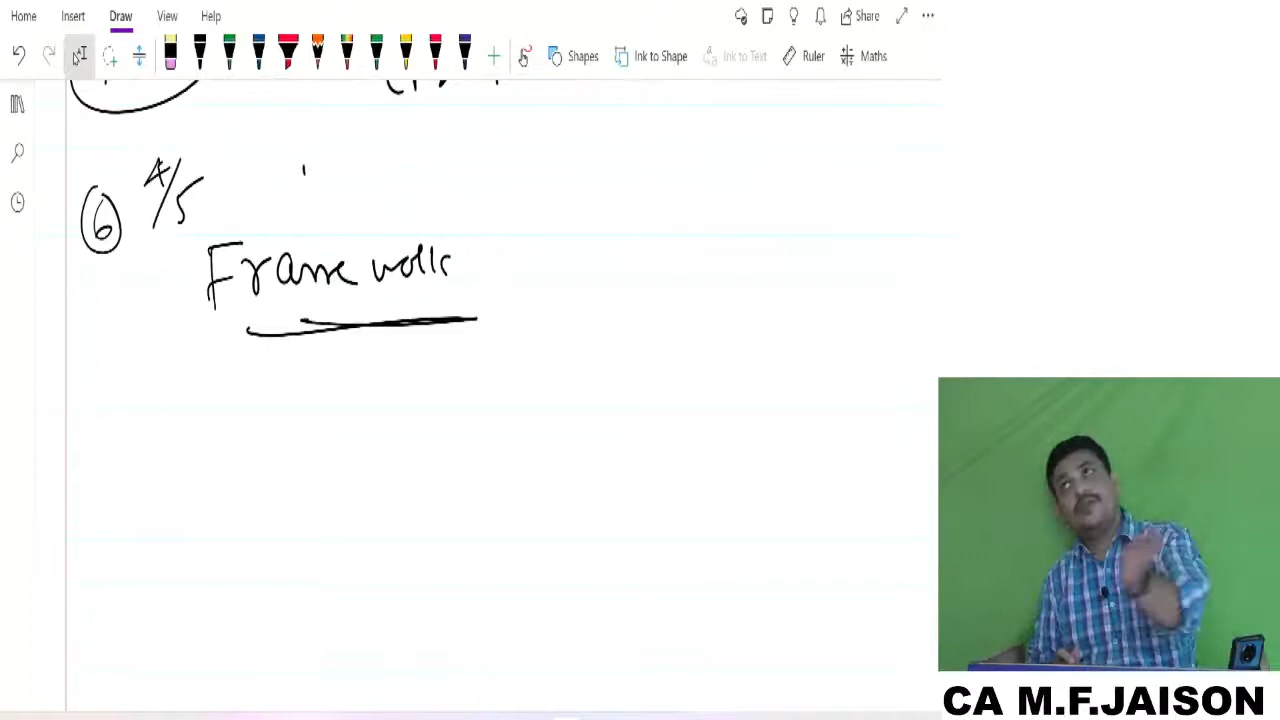 Home Insert Draw View Help Share
Shapes Ink to Shape Ink to Text Ruler Maths
6 4/5
Frame work
CA M.F.JAISON